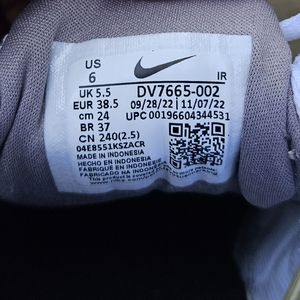 US
6
IR
UK 5.5
DV7665-002
EUR 38.5
09/28/22 11/07/22
cm 24
UPC 00196604344531
BR 37
CN 240(2.5)
04E8551KSZACR
MADE IN INDONESIA
HECHO EN INDONESIA
FABRIQUE EN INDONESIE